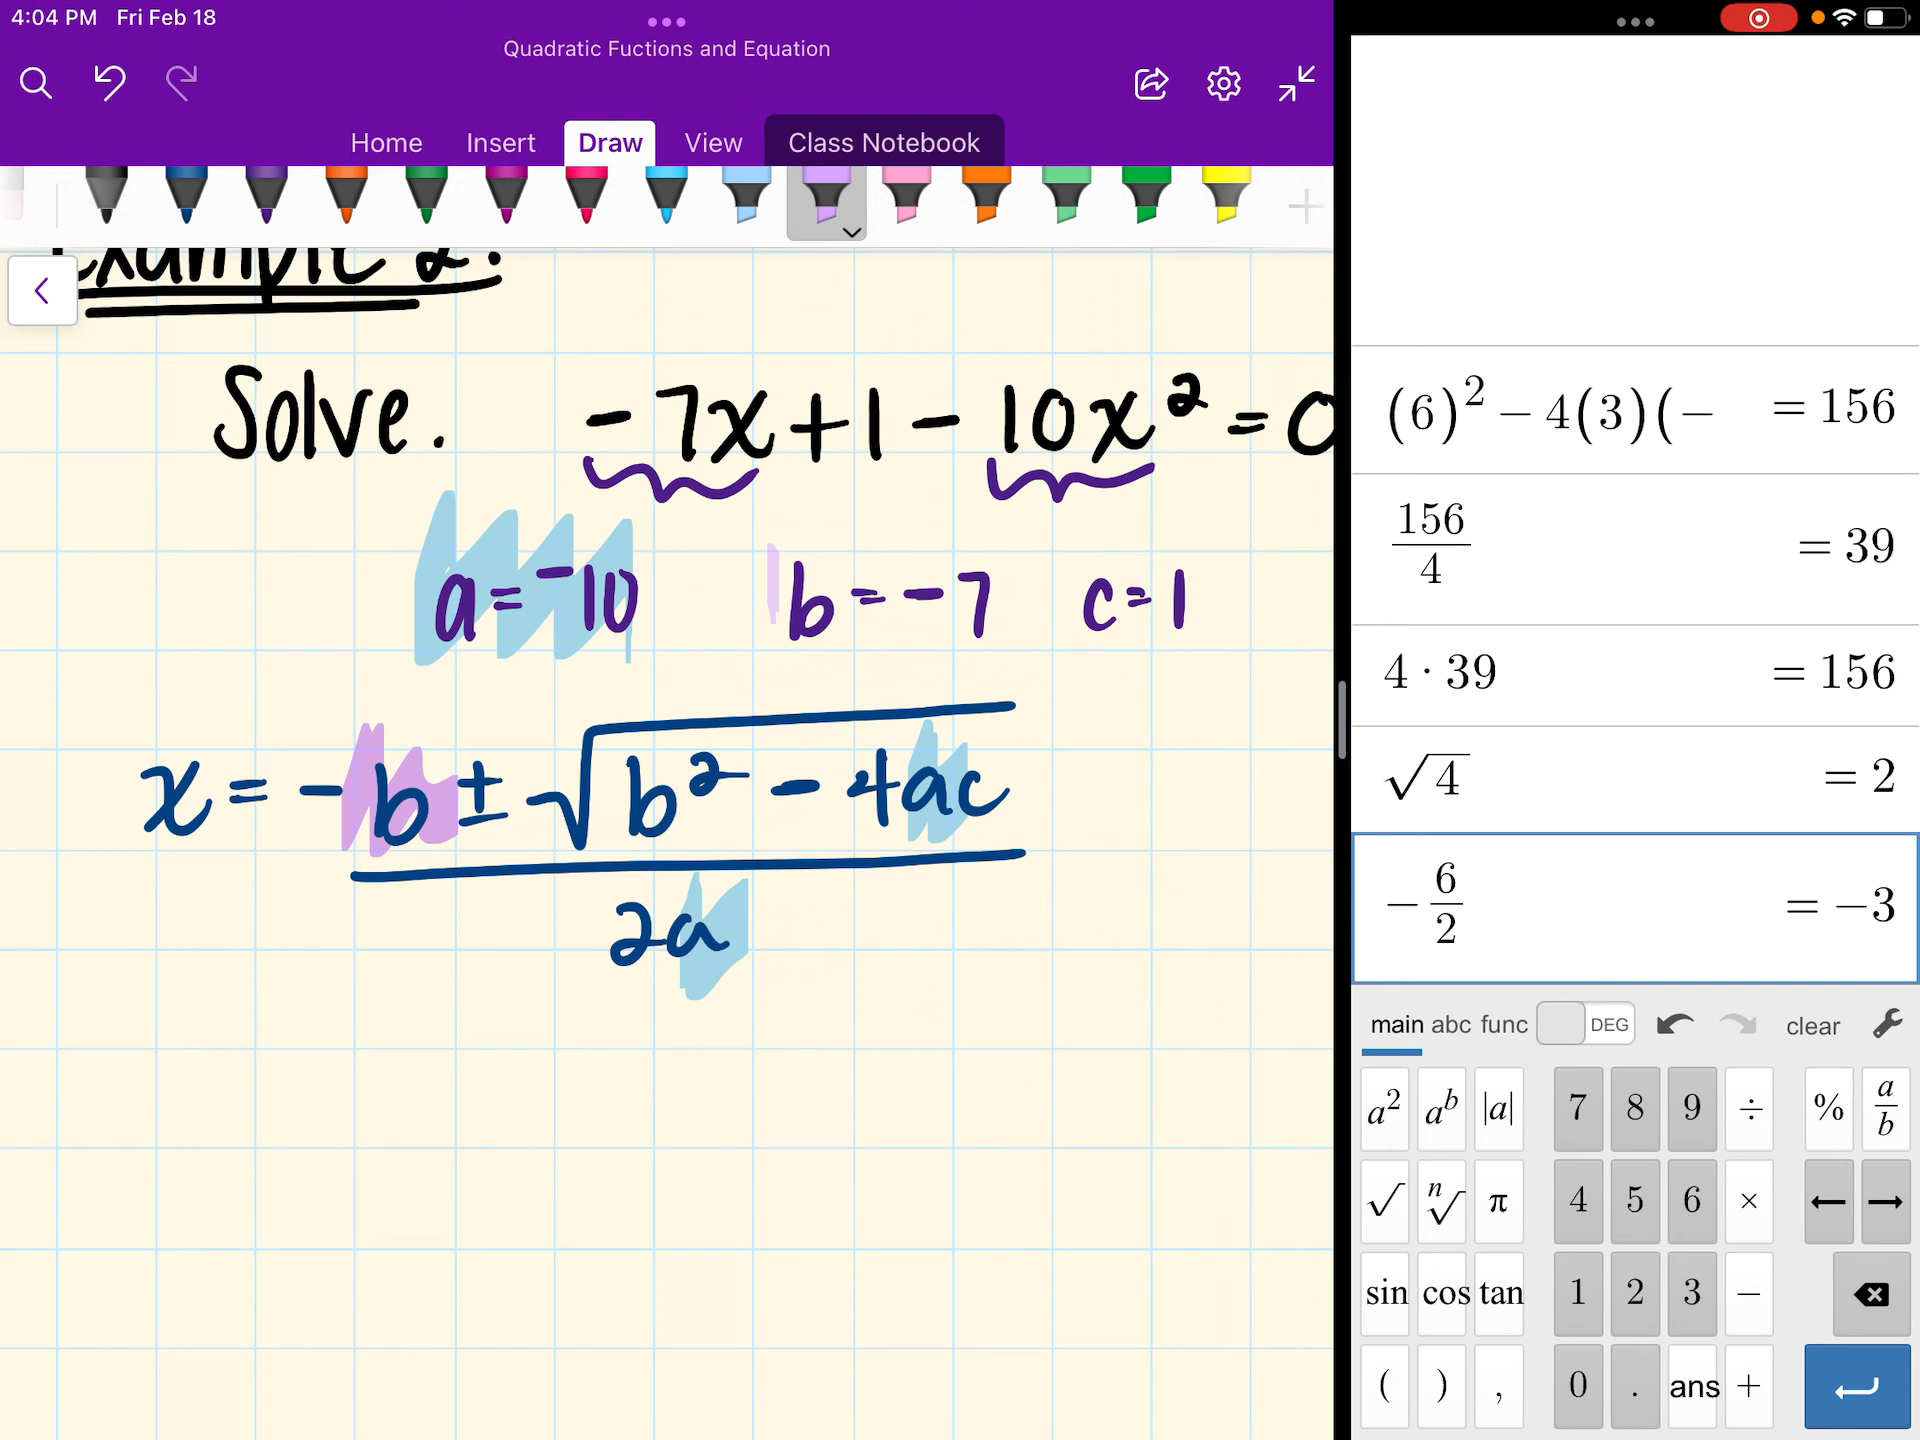 4:04 PM Fri Feb 18
Quadratic Fuctions and Equation
Home Insert Draw View Class Notebook
Example 2:
Solve. -7x+1-10x²=0
a=-10 b=-7 c=1
x = -b ± √b² - 4ac
2a
(6)² − 4(3)(− = 156
156
4
= 39
4 · 39 = 156
√4 = 2
− 6
2
= −3
main abc func DEG clear
a² aᵇ |a| 7 8 9 ÷ % a/b
√ ⁿ√ π 4 5 6 × ← →
sin cos tan 1 2 3 −
( ) , 0 . ans +